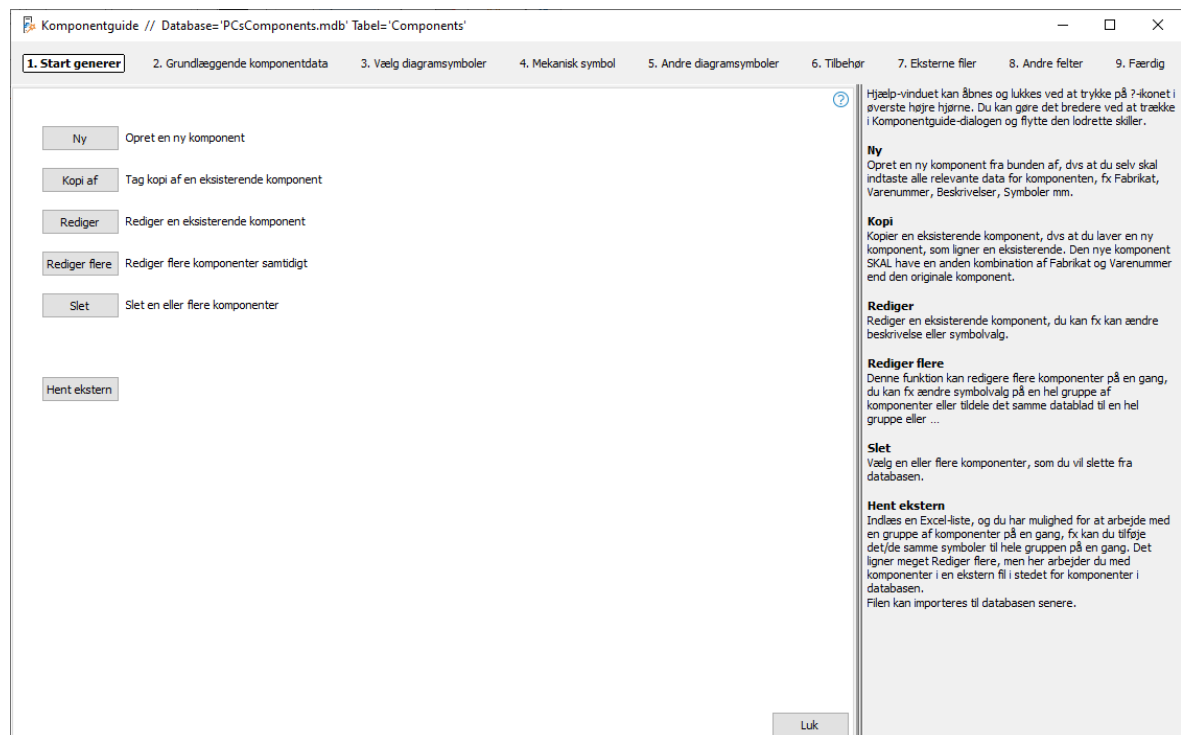 Komponentguide // Database='PCsComponents.mdb' Tabel='Components'
1. Start generer 2. Grundlæggende komponentdata 3. Vælg diagramsymboler 4. Mekanisk symbol 5. Andre diagramsymboler 6. Tilbehør 7. Eksterne filer 8. Andre felter 9. Færdig
?
Ny Opret en ny komponent
Kopi af Tag kopi af en eksisterende komponent
Rediger Rediger en eksisterende komponent
Rediger flere Rediger flere komponenter samtidigt
Slet Slet en eller flere komponenter
Hent ekstern
Luk
Hjælp-vinduet kan åbnes og lukkes ved at trykke på ?-ikonet i
øverste højre hjørne. Du kan gøre det bredere ved at trække
i Komponentguide-dialogen og flytte den lodrette skiller.
Ny
Opret en ny komponent fra bunden af, dvs at du selv skal
indtaste alle relevante data for komponenten, fx Fabrikat,
Varenummer, Beskrivelser, Symboler mm.
Kopi
Kopier en eksisterende komponent, dvs at du laver en ny
komponent, som ligner en eksisterende. Den nye komponent
SKAL have en anden kombination af Fabrikat og Varenummer
end den originale komponent.
Rediger
Rediger en eksisterende komponent, du kan fx kan ændre
beskrivelse eller symbolvalg.
Rediger flere
Denne funktion kan redigere flere komponenter på en gang,
du kan fx ændre symbolvalg på en hel gruppe af
komponenter eller tildele det samme datablad til en hel
gruppe eller ...
Slet
Vælg en eller flere komponenter, som du vil slette fra
databasen.
Hent ekstern
Indlæs en Excel-liste, og du har mulighed for at arbejde med
en gruppe af komponenter på en gang, fx kan du tilføje
det/de samme symboler til hele gruppen på en gang. Det
ligner meget Rediger flere, men her arbejder du med
komponenter i en ekstern fil i stedet for komponenter i
databasen.
Filen kan importeres til databasen senere.